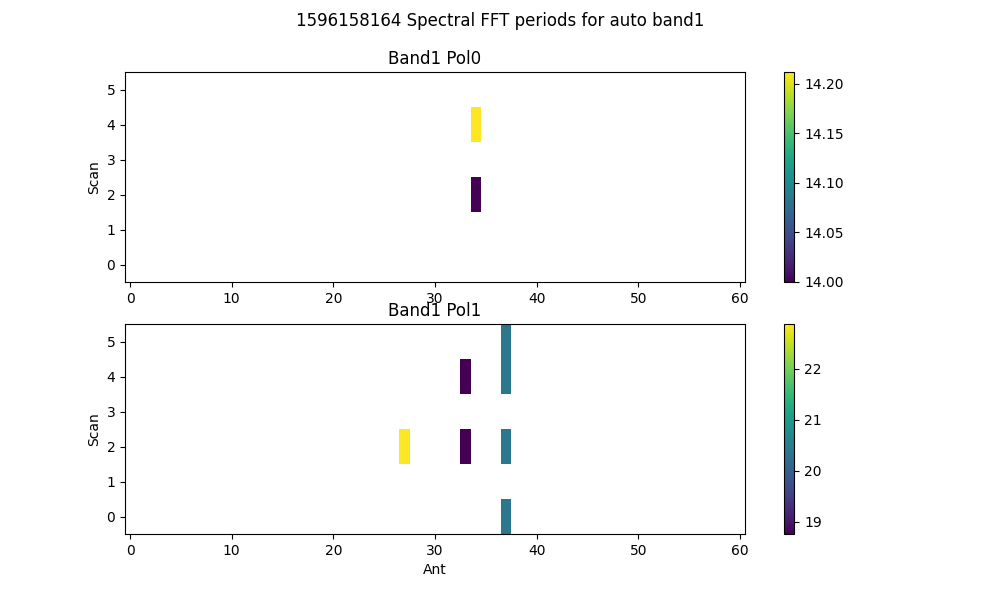 1596158164 Spectral FFT periods for auto band1
Band1 Pol0
5
4
3
2
1
0
Scan
0 10 20 30 40 50 60
14.20
14.15
14.10
14.05
14.00
Band1 Pol1
5
4
3
2
1
0
Scan
0 10 20 30 40 50 60
Ant
22
21
20
19